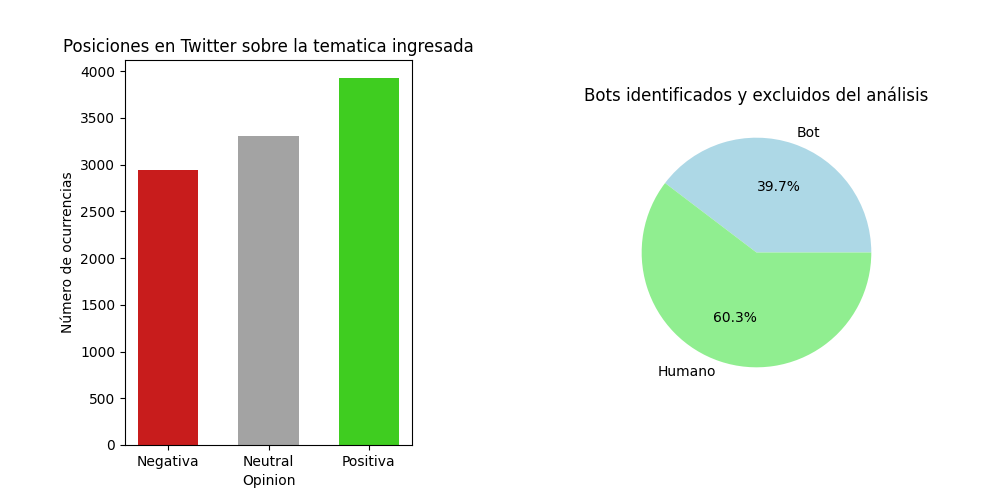 Posiciones en Twitter sobre la tematica ingresada
Número de ocurrencias
4000
3500
3000
2500
2000
1500
1000
500
0
Negativa
Neutral
Positiva
Opinion
Bots identificados y excluidos del análisis
Bot
39.7%
60.3%
Humano